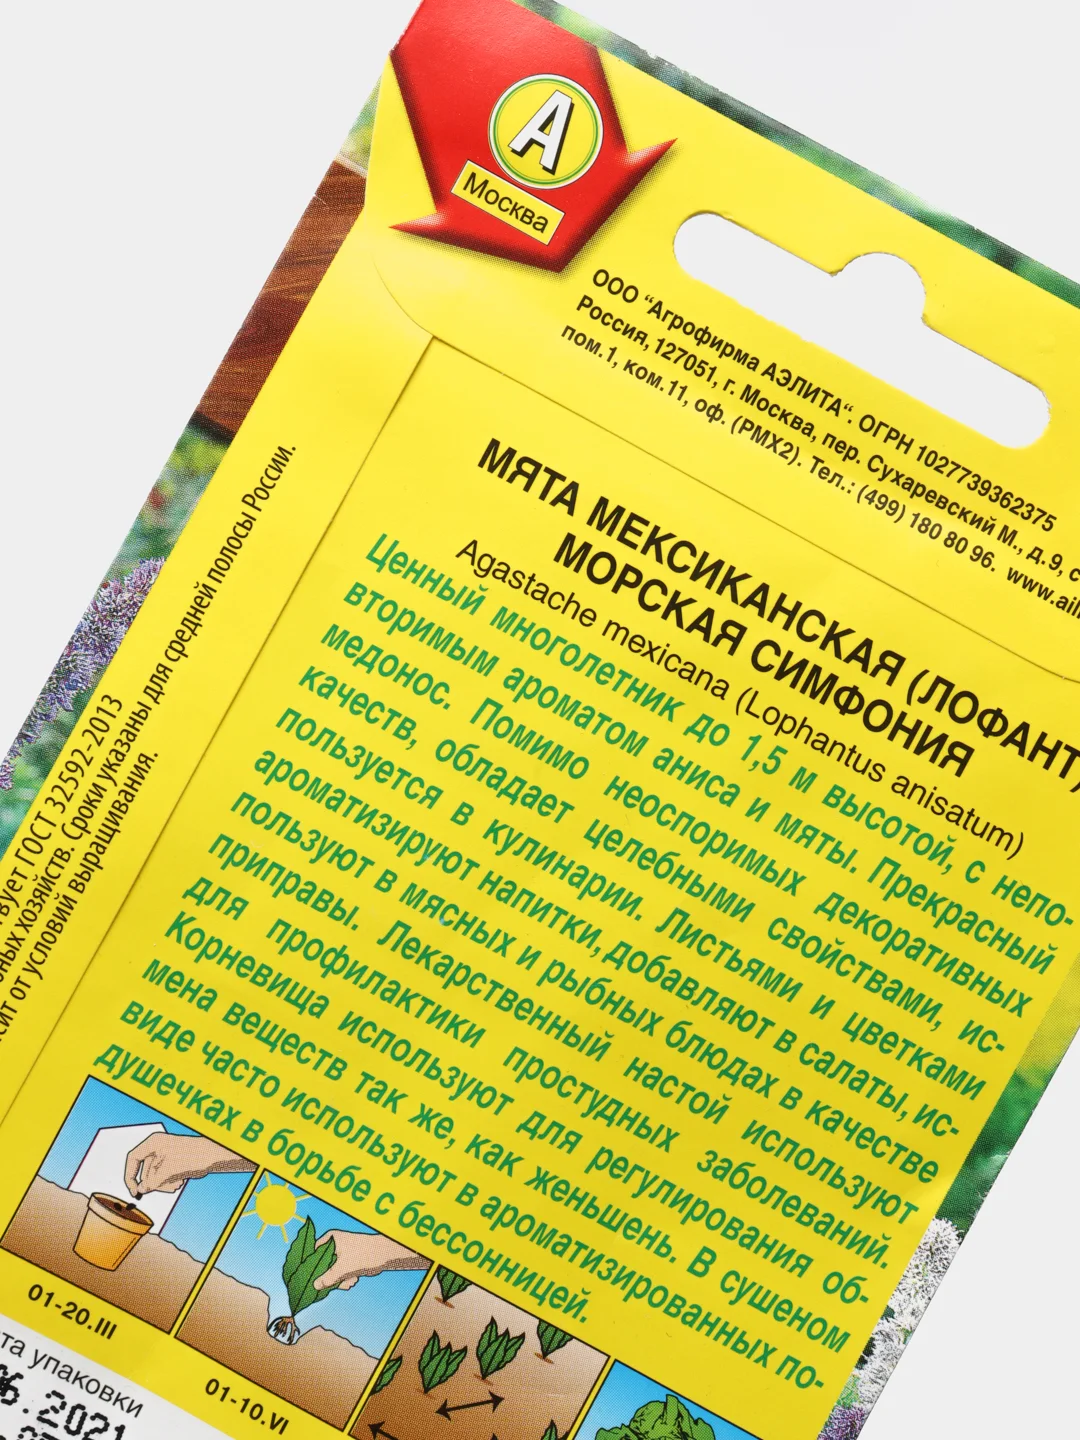 А
Москва
ООО “Агрофирма АЭЛИТА“. ОГРН 1027739362375
Россия, 127051, г. Москва, пер. Сухаревский М., д. 9, с
пом.1, ком.11, оф. (РМХ2). Тел.: (499) 180 80 96. www.ail
МЯТА МЕКСИКАНСКАЯ (ЛОФАНТ)
МОРСКАЯ СИМФОНИЯ
Agastache mexicana (Lophantus anisatum)
Ценный многолетник до 1,5 м высотой, с непо-
вторимым ароматом аниса и мяты. Прекрасный
медонос. Помимо неоспоримых декоративных
качеств, обладает целебными свойствами, ис-
пользуется в кулинарии. Листьями и цветками
ароматизируют напитки, добавляют в салаты, ис-
пользуют в мясных и рыбных блюдах в качестве
приправы. Лекарственный настой используют
для профилактики простудных заболеваний.
Корневища используют для регулирования об-
мена веществ так же, как женьшень. В сушеном
виде часто используют в ароматизированных по-
душечках в борьбе с бессонницей.
ГОСТ 32592-2013
хозяйств. Сроки указаны для средней полосы России.
от условий выращивания.
01-20.III
01-10.VI
упаковки
2021